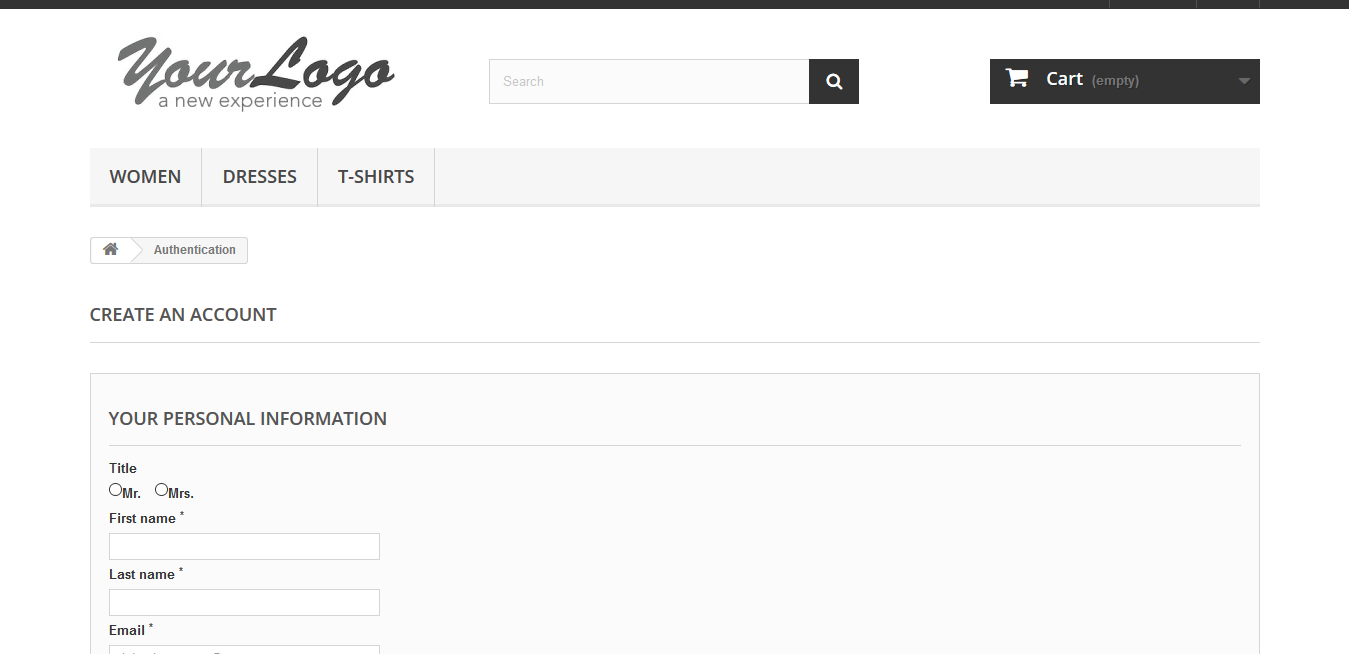 YourLogo
a new experience
Search
Cart (empty)
WOMEN DRESSES T-SHIRTS
Authentication
CREATE AN ACCOUNT
YOUR PERSONAL INFORMATION
Title
Mr. Mrs.
First name *
Last name *
Email *